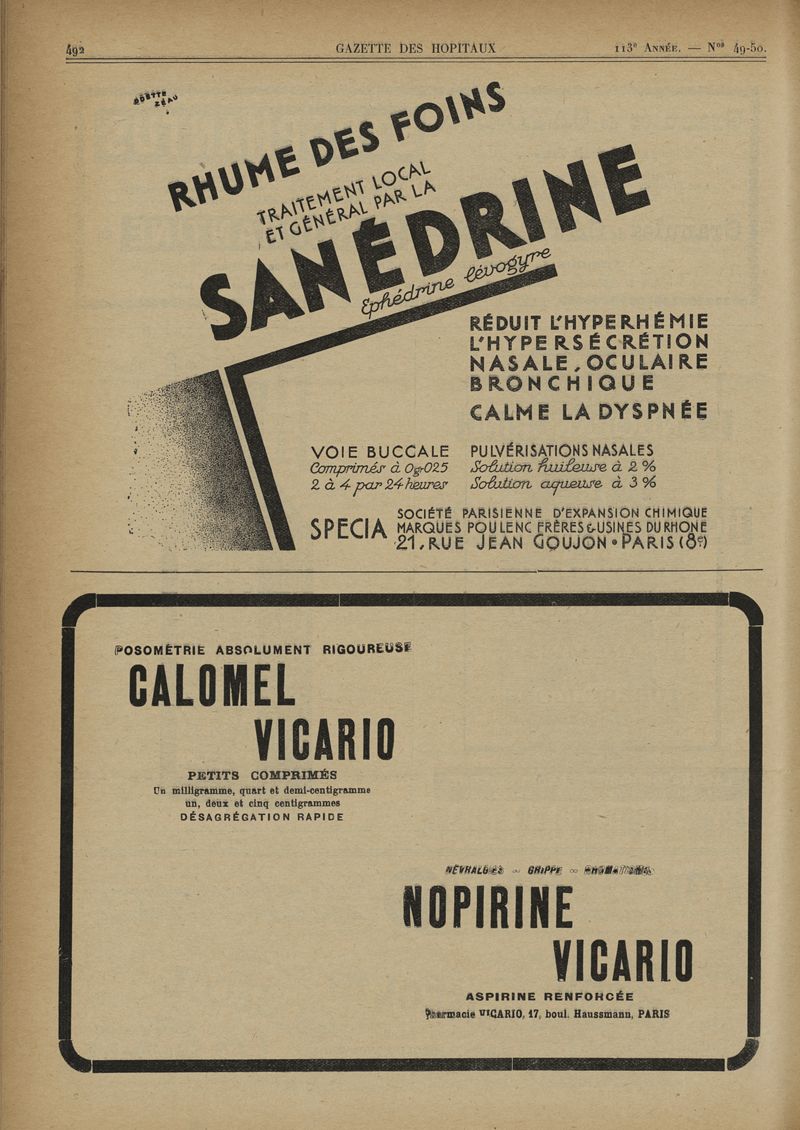 492
GAZETTE DES HOPITAUX
113e ANNÉE. — Nos 49-50.
ODETTE
ZÉAU
RHUME DES FOINS
TRAITEMENT LOCAL
ET GÉNÉRAL PAR LA
SANÉDRINE
Ephédrine lévogyre
RÉDUIT L'HYPERHÉMIE
L'HYPERSÉCRÉTION
NASALE, OCULAIRE
BRONCHIQUE
CALME LA DYSPNÉE
VOIE BUCCALE
Comprimés à 0gr025
2 à 4 par 24 heures
PULVÉRISATIONS NASALES
Solution huileuse à 2 %
Solution aqueuse à 3 %
SPECIA
SOCIÉTÉ PARISIENNE D'EXPANSION CHIMIQUE
MARQUES POULENC FRÈRES & USINES DU RHONE
21, RUE JEAN GOUJON • PARIS (8e)
POSOMÉTRIE ABSOLUMENT RIGOUREUSE
CALOMEL
VICARIO
PETITS COMPRIMÉS
Un milligramme, quart et demi-centigramme
un, deux et cinq centigrammes
DÉSAGRÉGATION RAPIDE
NÉVRALGIES ∞ GRIPPE ∞
NOPIRINE
VICARIO
ASPIRINE RENFORCÉE
Pharmacie VICARIO, 17, boul. Haussmann, PARIS